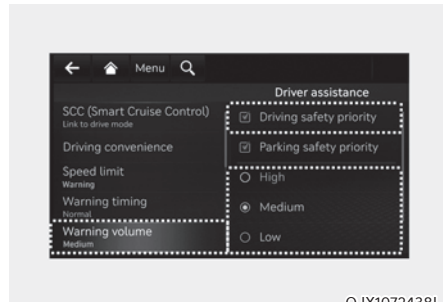 Menu
Driver assistance
SCC (Smart Cruise Control)
Link to drive mode
Driving convenience
Speed limit
Warning
Warning timing
Normal
Warning volume
Medium
Driving safety priority
Parking safety priority
High
Medium
Low